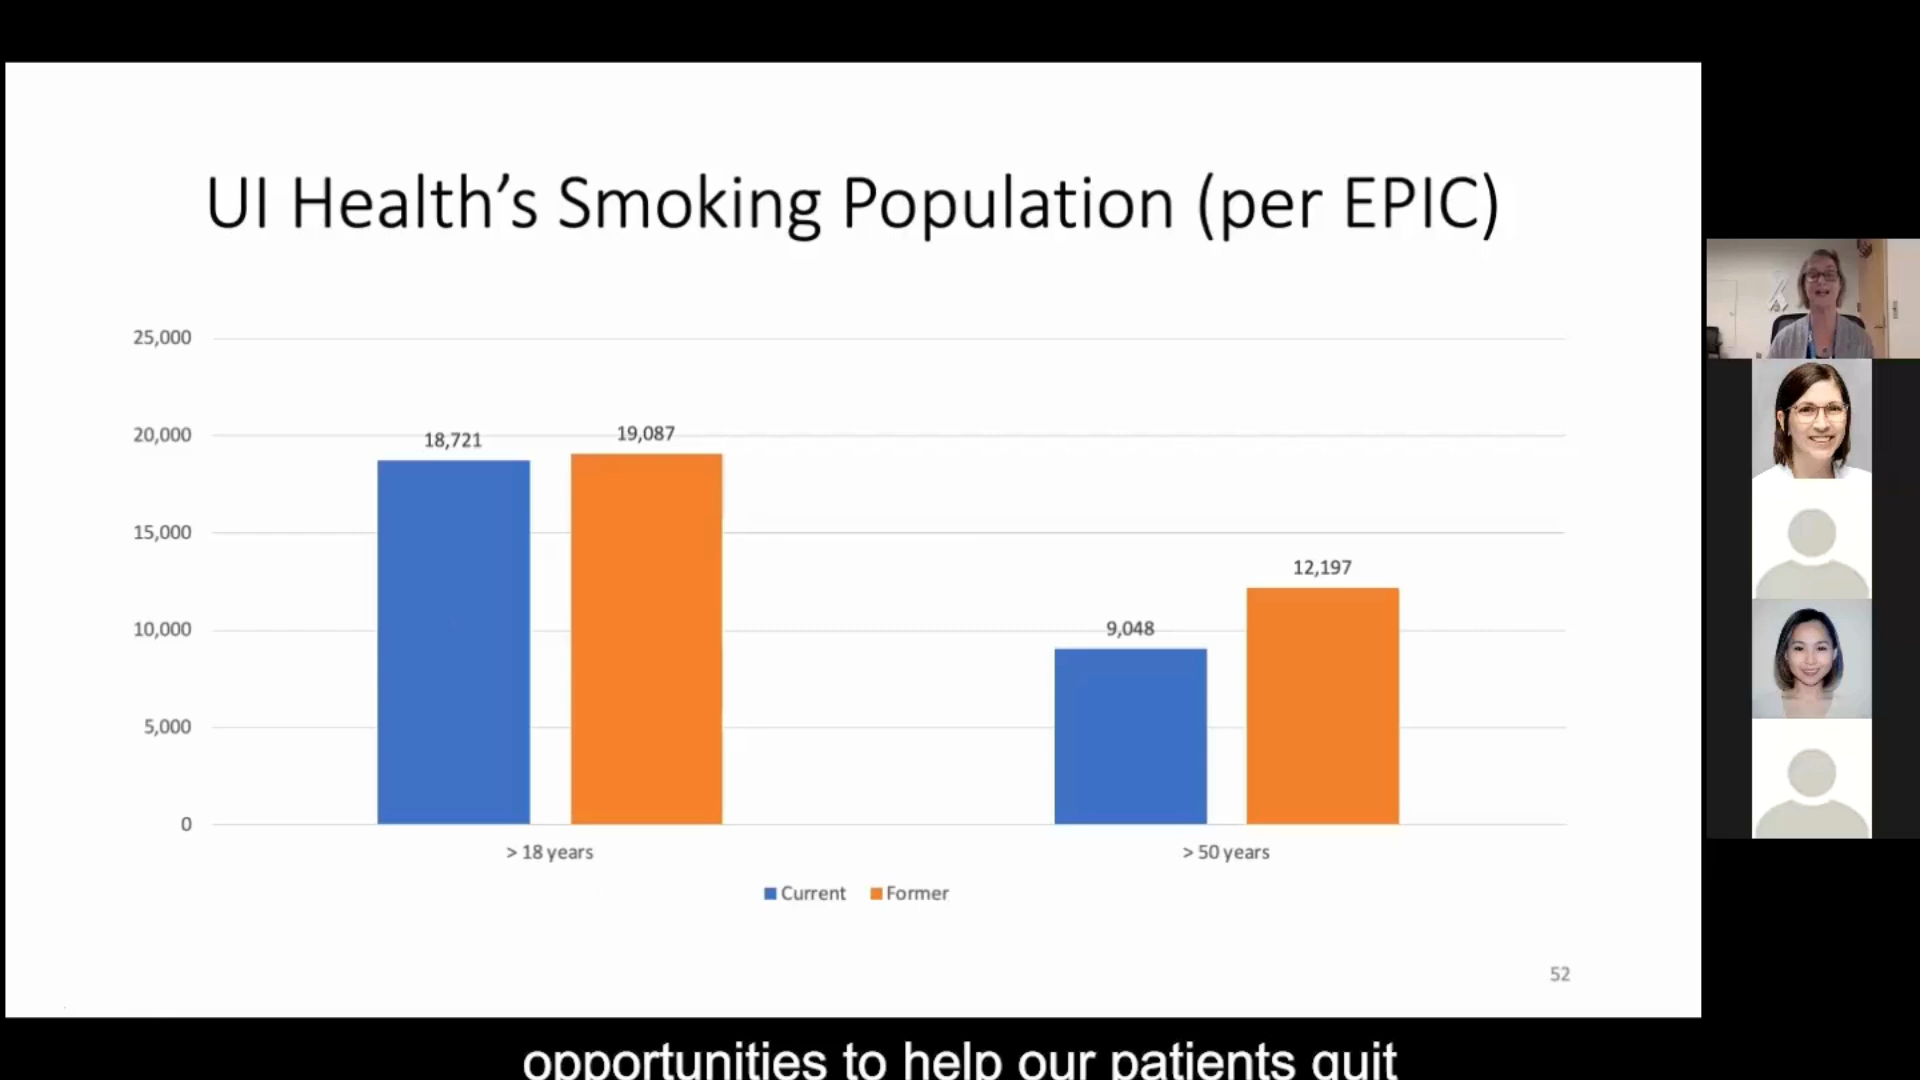 UI Health’s Smoking Population (per EPIC)
25,000
20,000
15,000
10,000
5,000
0
18,721
19,087
9,048
12,197
> 18 years
> 50 years
Current
Former
52
opportunities to help our patients quit